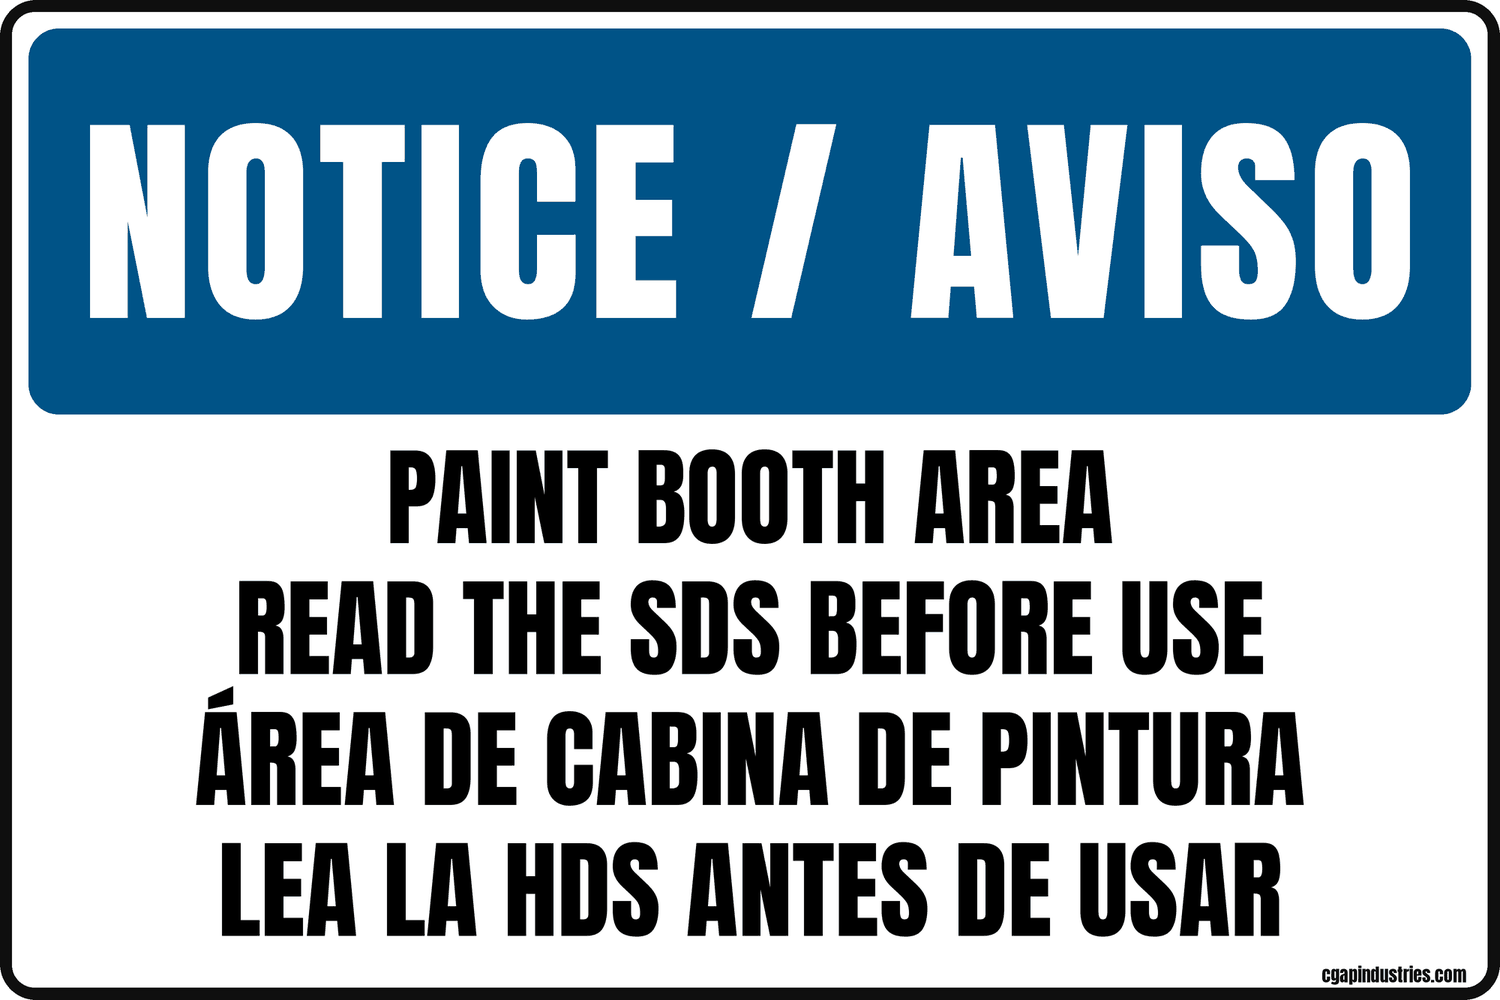 NOTICE / AVISO
PAINT BOOTH AREA
READ THE SDS BEFORE USE
ÁREA DE CABINA DE PINTURA
LEA LA HDS ANTES DE USAR
cgapindustries.com